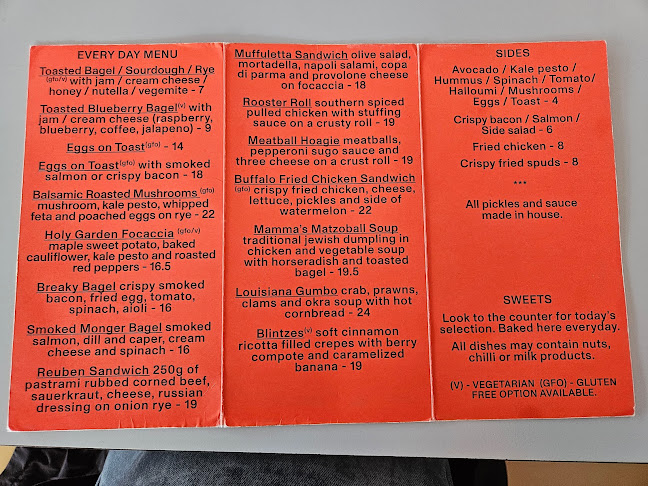 EVERY DAY MENU
Toasted Bagel / Sourdough / Rye
(gfo/v) with jam / cream cheese /
honey / nutella / vegemite - 7
Toasted Blueberry Bagel(v) with
jam / cream cheese (raspberry,
blueberry, coffee, jalapeno) - 9
Eggs on Toast(gfo) - 14
Eggs on Toast(gfo) with smoked
salmon or crispy bacon - 18
Balsamic Roasted Mushrooms (gfo)
mushroom, kale pesto, whipped
feta and poached eggs on rye - 22
Holy Garden Focaccia (gfo/v)
maple sweet potato, baked
cauliflower, kale pesto and roasted
red peppers - 16.5
Breaky Bagel crispy smoked
bacon, fried egg, tomato,
spinach, aioli - 16
Smoked Monger Bagel smoked
salmon, dill and caper, cream
cheese and spinach - 16
Reuben Sandwich 250g of
pastrami rubbed corned beef,
sauerkraut, cheese, russian
dressing on onion rye - 19
Muffuletta Sandwich olive salad,
mortadella, napoli salami, copa
di parma and provolone cheese
on focaccia - 18
Rooster Roll southern spiced
pulled chicken with stuffing
sauce on a crusty roll - 19
Meatball Hoagie meatballs,
pepperoni sugo sauce and
three cheese on a crust roll - 19
Buffalo Fried Chicken Sandwich
(gfo) crispy fried chicken, cheese,
lettuce, pickles and side of
watermelon - 22
Mamma's Matzoball Soup
traditional jewish dumpling in
chicken and vegetable soup
with horseradish and toasted
bagel - 19.5
Louisiana Gumbo crab, prawns,
clams and okra soup with hot
cornbread - 24
Blintzes(v) soft cinnamon
ricotta filled crepes with berry
compote and caramelized
banana - 19
SIDES
Avocado / Kale pesto /
Hummus / Spinach / Tomato/
Halloumi / Mushrooms /
Eggs / Toast - 4
Crispy bacon / Salmon /
Side salad - 6
Fried chicken - 8
Crispy fried spuds - 8
***
All pickles and sauce
made in house.
SWEETS
Look to the counter for today's
selection. Baked here everyday.
All dishes may contain nuts,
chilli or milk products.
(V) - VEGETARIAN (GFO) - GLUTEN
FREE OPTION AVAILABLE.